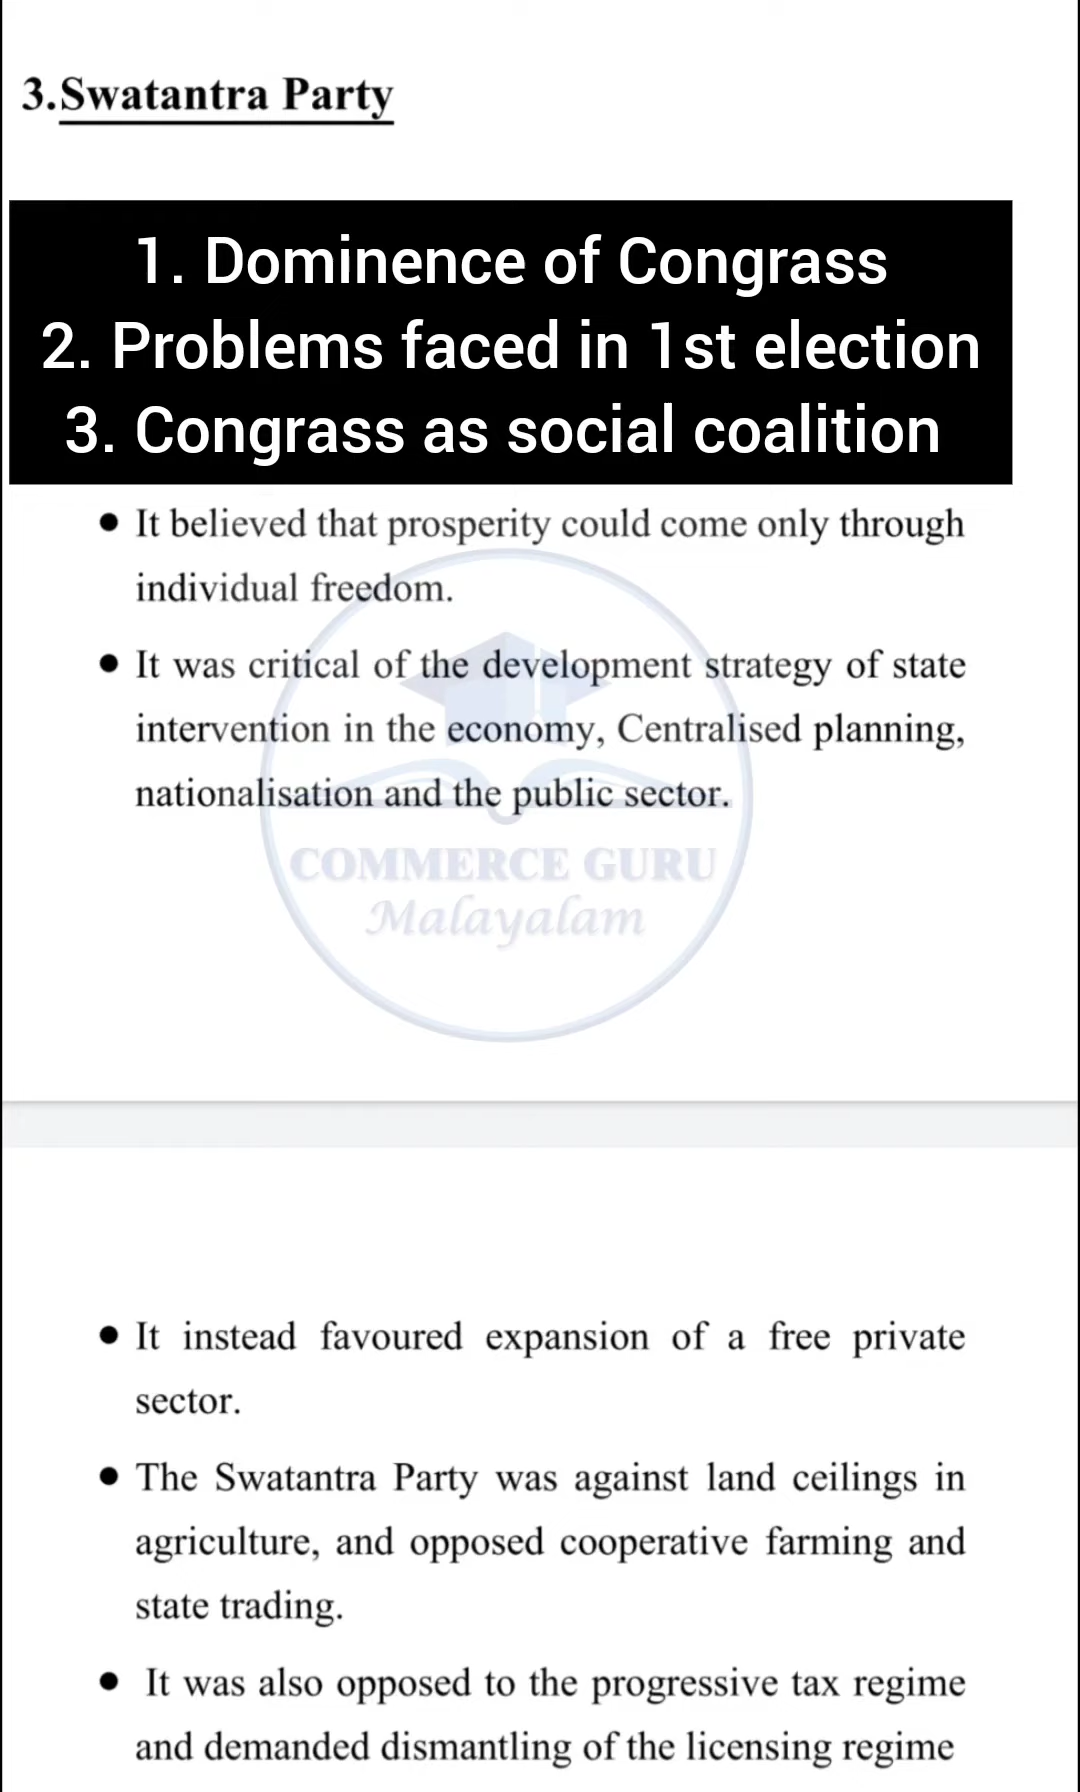 3.Swatantra Party
1. Dominence of Congrass
2. Problems faced in 1st election
3. Congrass as social coalition
● It believed that prosperity could come only through
individual freedom.
● It was critical of the development strategy of state
intervention in the economy, Centralised planning,
nationalisation and the public sector.
COMMERCE GURU
Malayalam
● It instead favoured expansion of a free private
sector.
● The Swatantra Party was against land ceilings in
agriculture, and opposed cooperative farming and
state trading.
● It was also opposed to the progressive tax regime
and demanded dismantling of the licensing regime